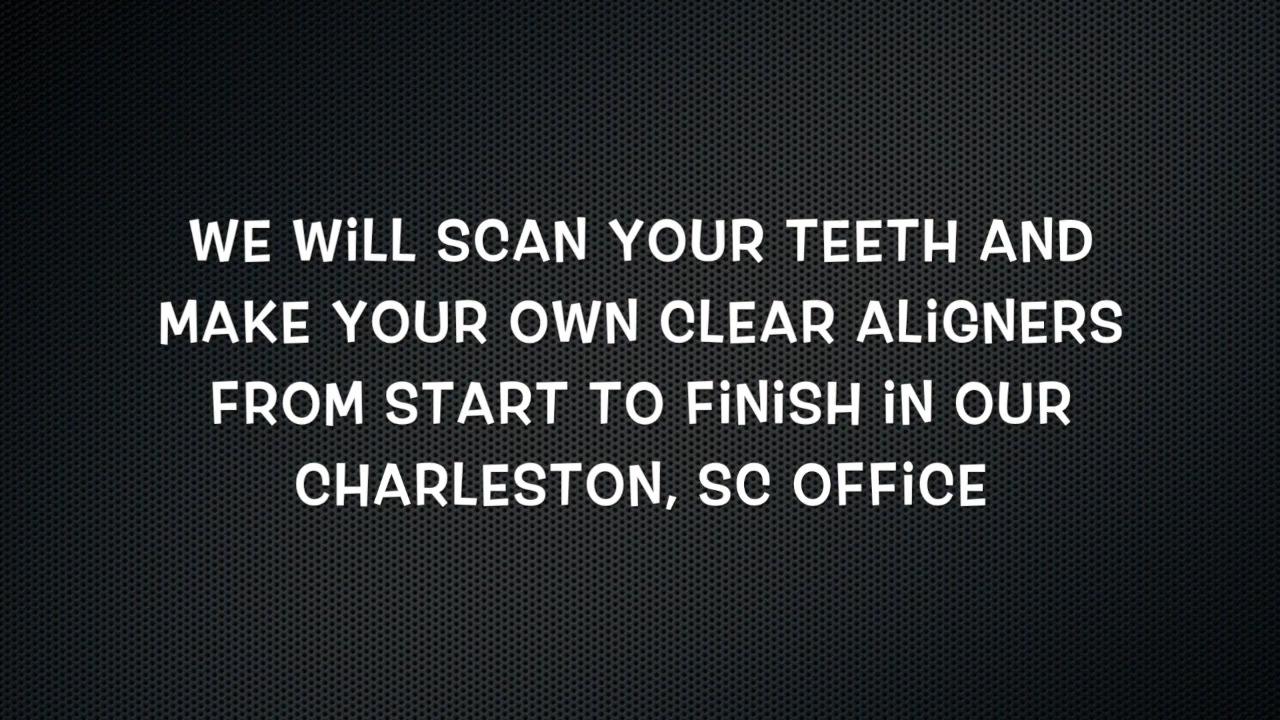 WE WiLL SCAN YOUR TEETH AND
MAKE YOUR OWN CLEAR ALiGNERS
FROM START TO FiNiSH iN OUR
CHARLESTON, SC OFFiCE